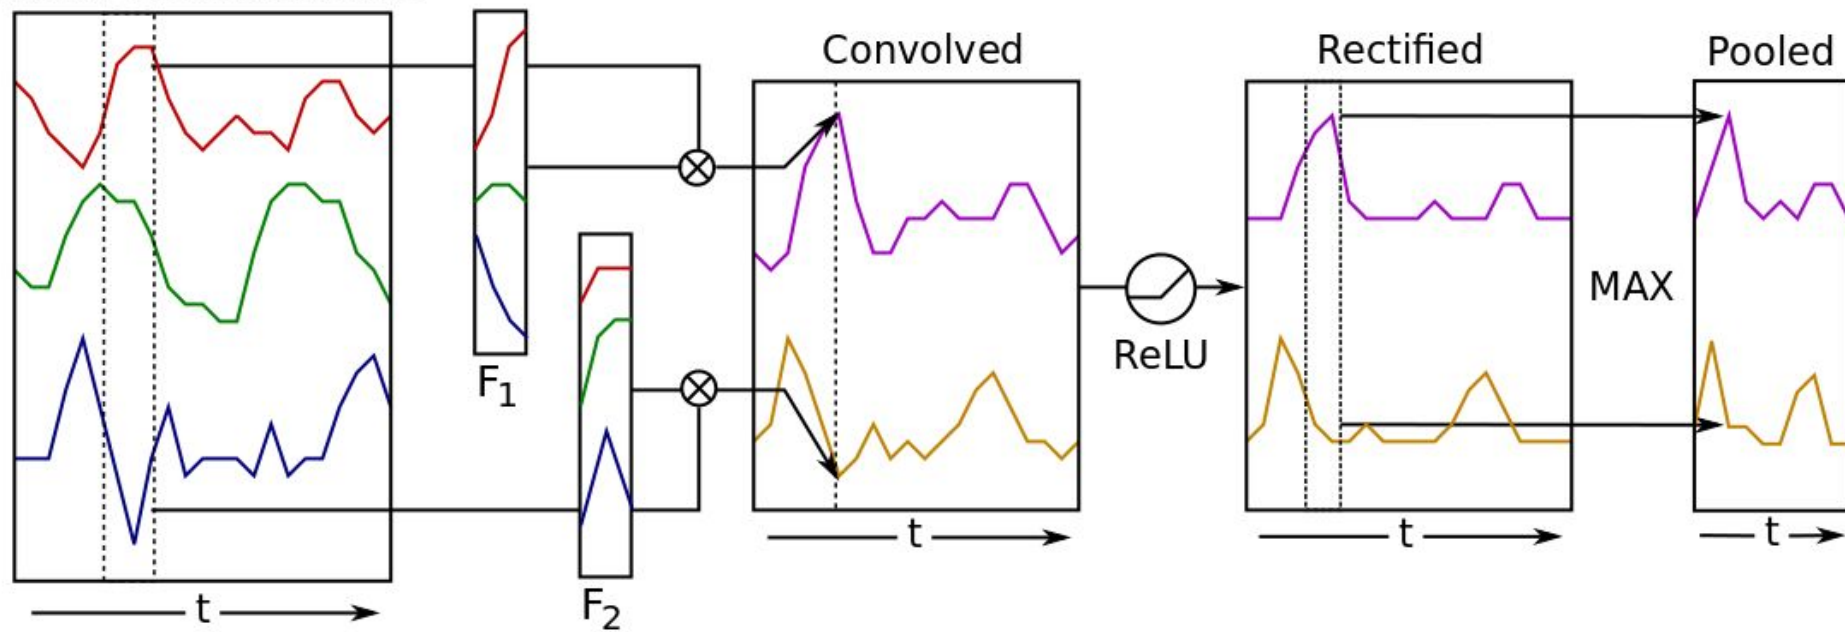 Convolved
Rectified
Pooled
MAX
ReLU
F1
F2
t
t
t
t